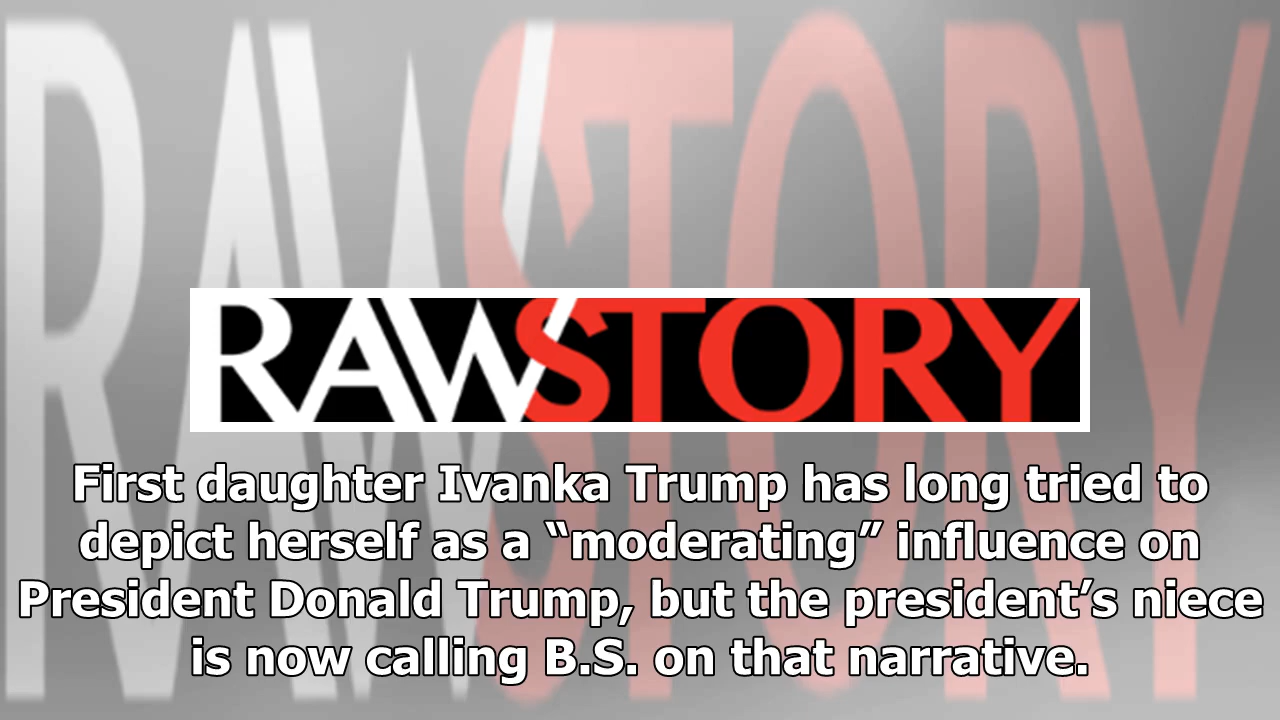 RAWSTORY
RAWSTORY
First daughter Ivanka Trump has long tried to
depict herself as a “moderating” influence on
President Donald Trump, but the president’s niece
is now calling B.S. on that narrative.